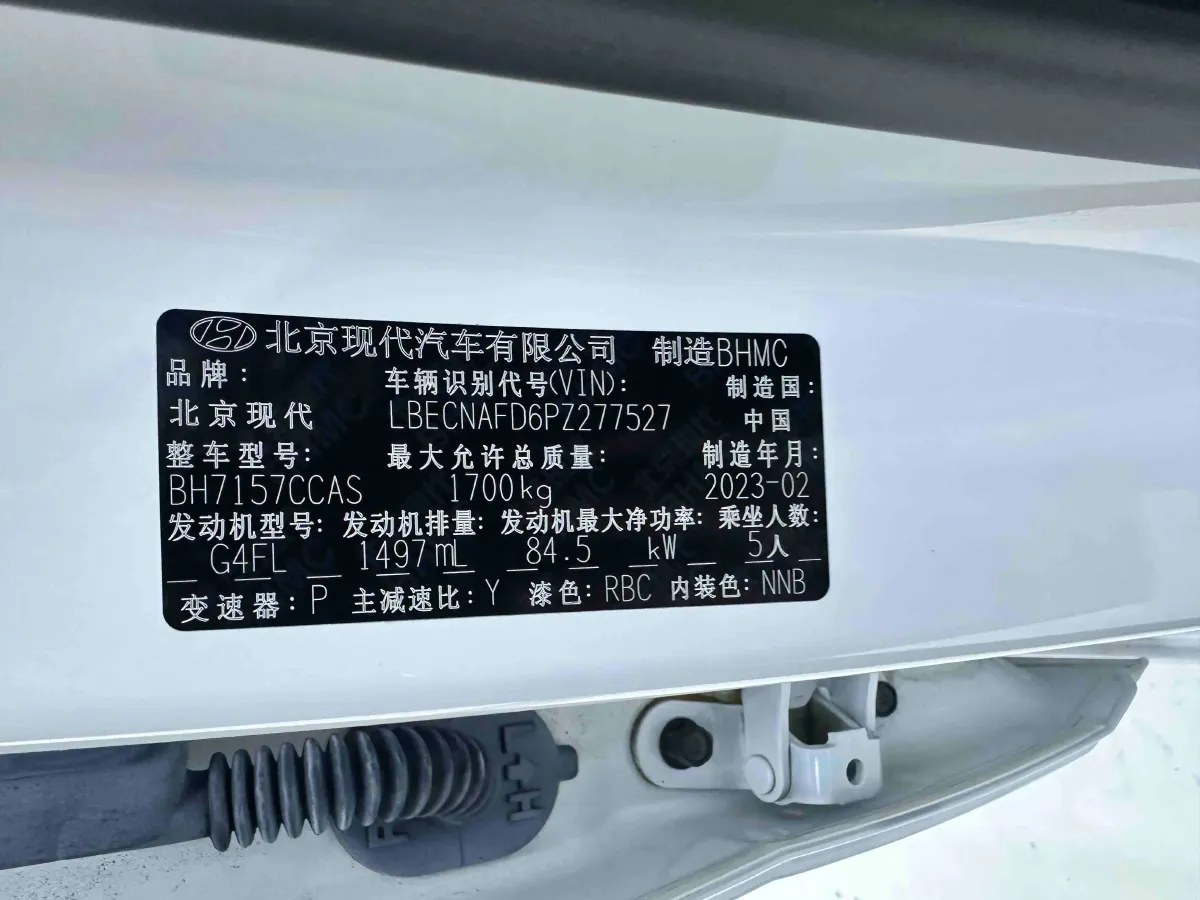 北京现代汽车有限公司 制造BHMC
品牌: 车辆识别代号(VIN): 制造国:
北京现代 LBECNAFD6PZ277527 中国
整车型号: 最大允许总质量: 制造年月:
BH7157CCAS 1700kg 2023-02
发动机型号: 发动机排量: 发动机最大净功率: 乘坐人数:
G4FL 1497mL 84.5 kW 5人
变速器: P 主减速比: Y 漆色: RBC 内装色: NNB